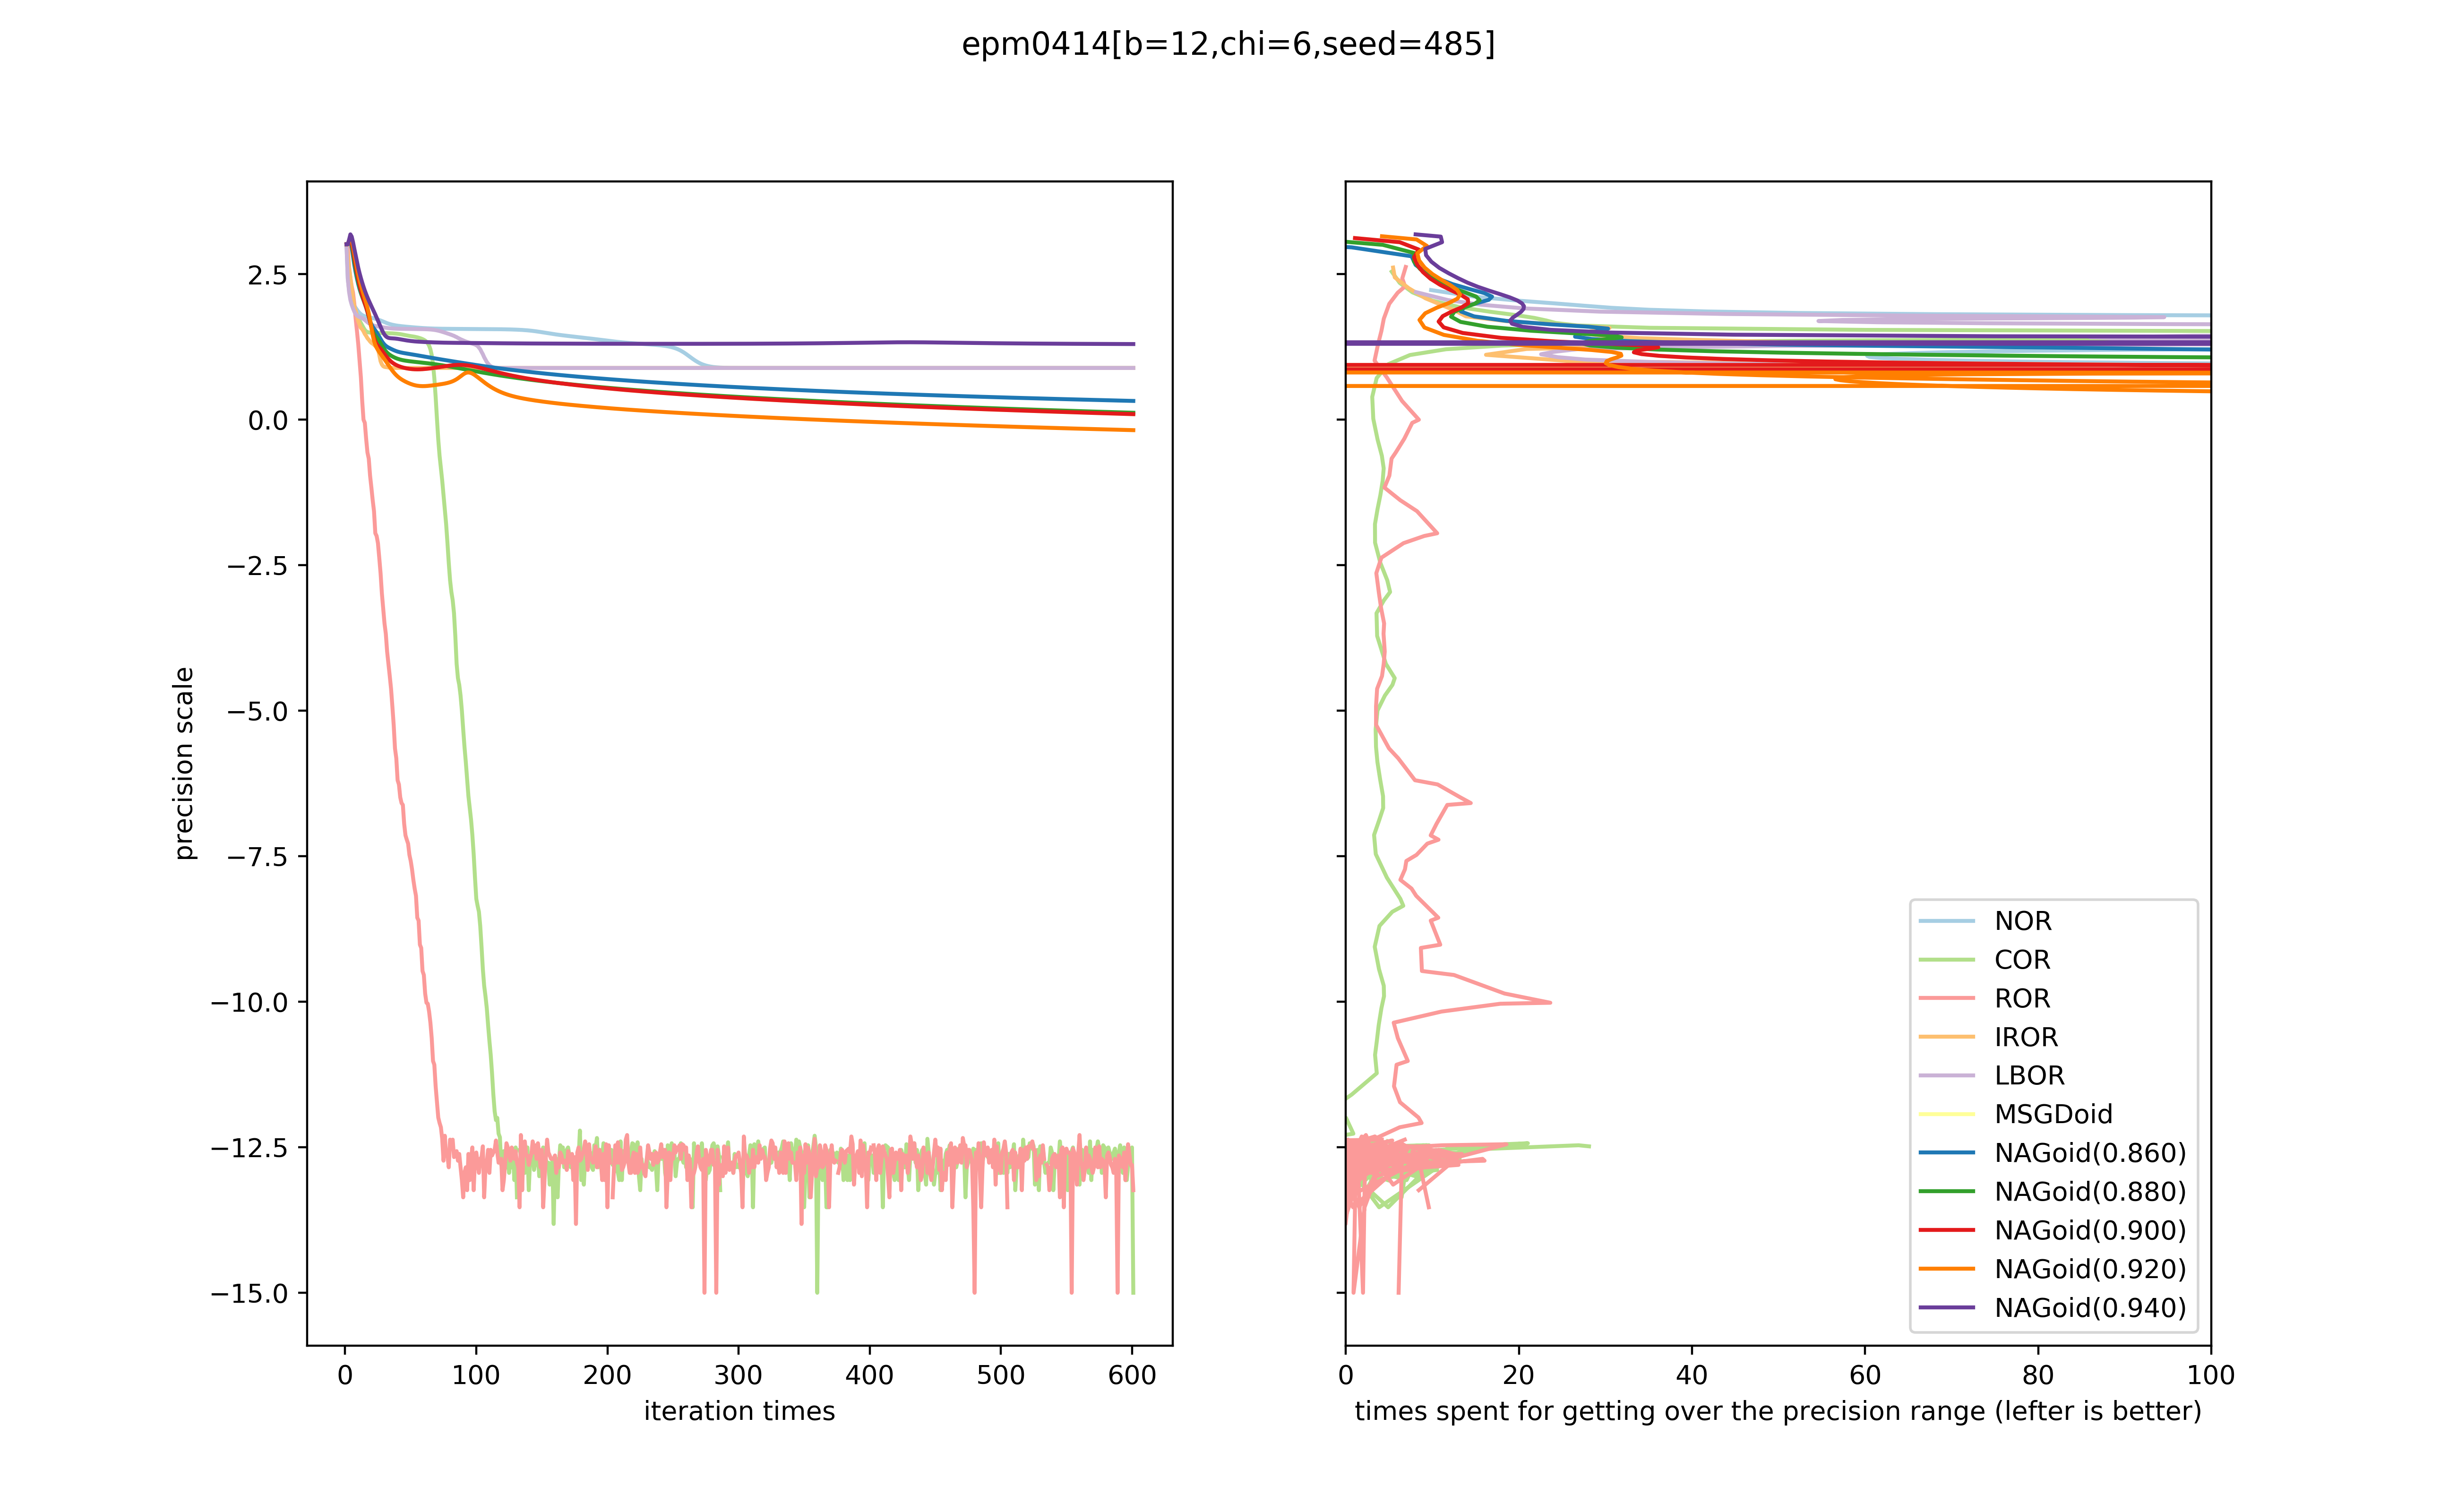 epm0414[b=12,chi=6,seed=485]
precision scale
2.5
0.0
−2.5
−5.0
−7.5
−10.0
−12.5
−15.0
0 100 200 300 400 500 600
iteration times
NOR
COR
ROR
IROR
LBOR
MSGDoid
NAGoid(0.860)
NAGoid(0.880)
NAGoid(0.900)
NAGoid(0.920)
NAGoid(0.940)
0 20 40 60 80 100
times spent for getting over the precision range (lefter is better)